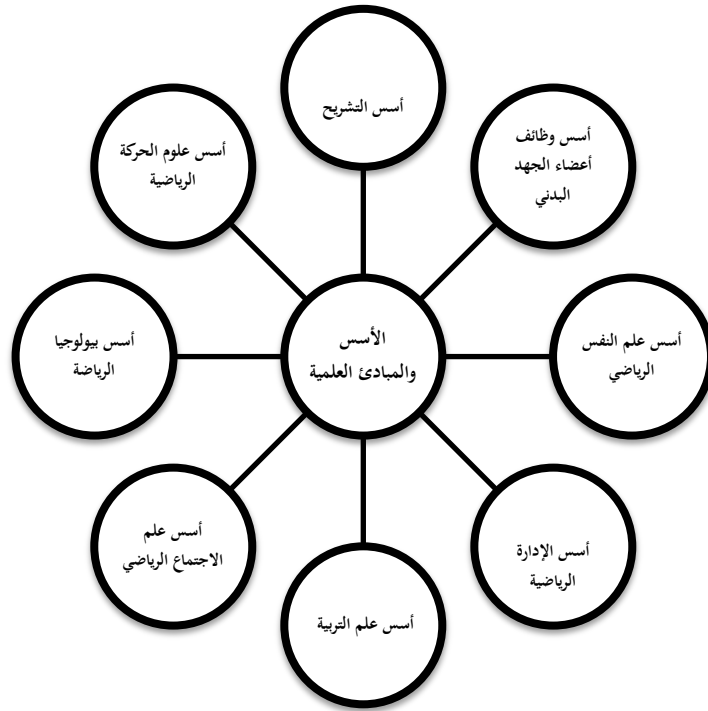 أسس التشريح
أسس وظائف
أعضاء الجهد
البدني
أسس علوم الحركة
الرياضية
أسس علم النفس
الرياضي
الأسس
والمبادئ العلمية
أسس بيولوجيا
الرياضة
أسس الإدارة
الرياضية
أسس علم
الاجتماع الرياضي
أسس علم التربية